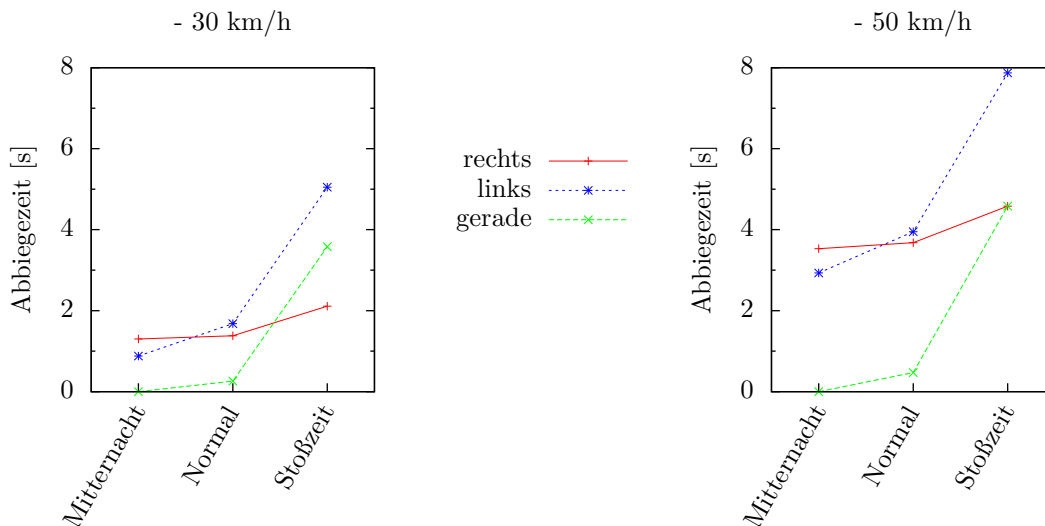 - 30 km/h
8
6
4
2
0
Abbiegezeit [s]
Mitternacht
Normal
Stoßzeit
rechts
links
gerade
- 50 km/h
8
6
4
2
0
Abbiegezeit [s]
Mitternacht
Normal
Stoßzeit